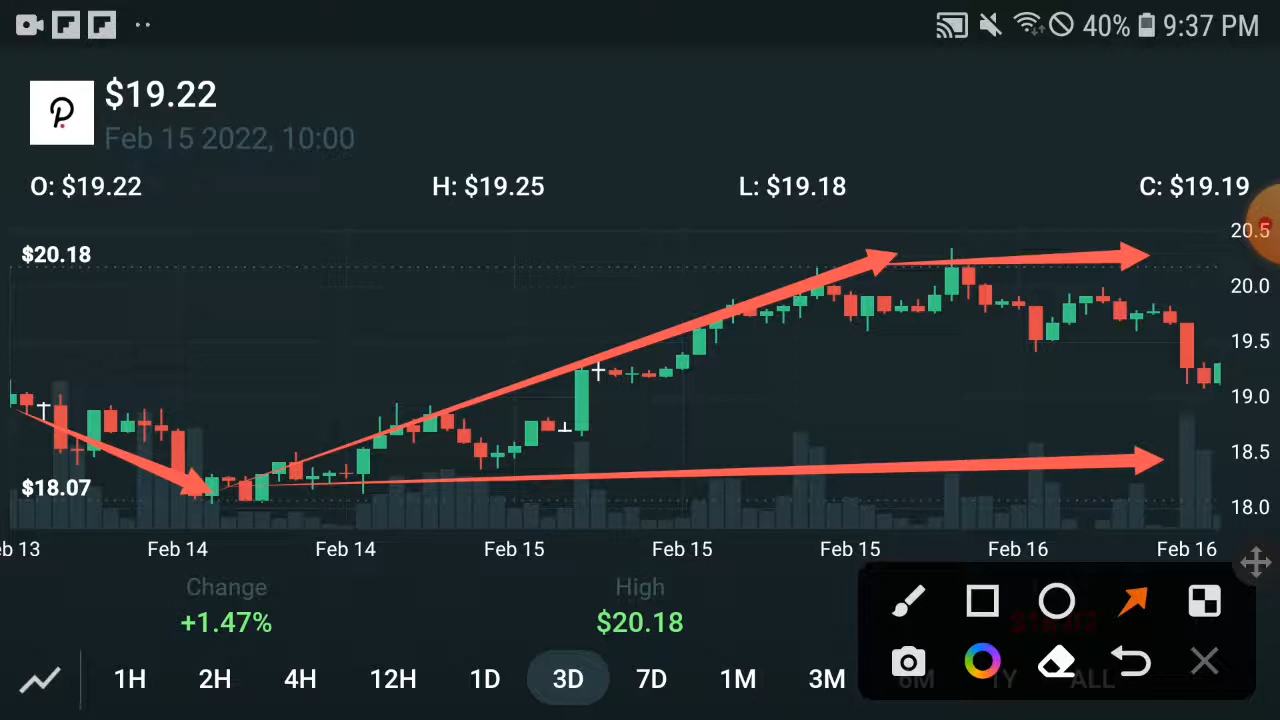 40% 9:37 PM
$19.22
Feb 15 2022, 10:00
O: $19.22 H: $19.25 L: $19.18 C: $19.19
20.5
$20.18
20.0
19.5
19.0
18.5
$18.07
18.0
eb 13 Feb 14 Feb 14 Feb 15 Feb 15 Feb 15 Feb 16 Feb 16
Change High
+1.47% $20.18
1H 2H 4H 12H 1D 3D 7D 1M 3M 6M 1Y ALL